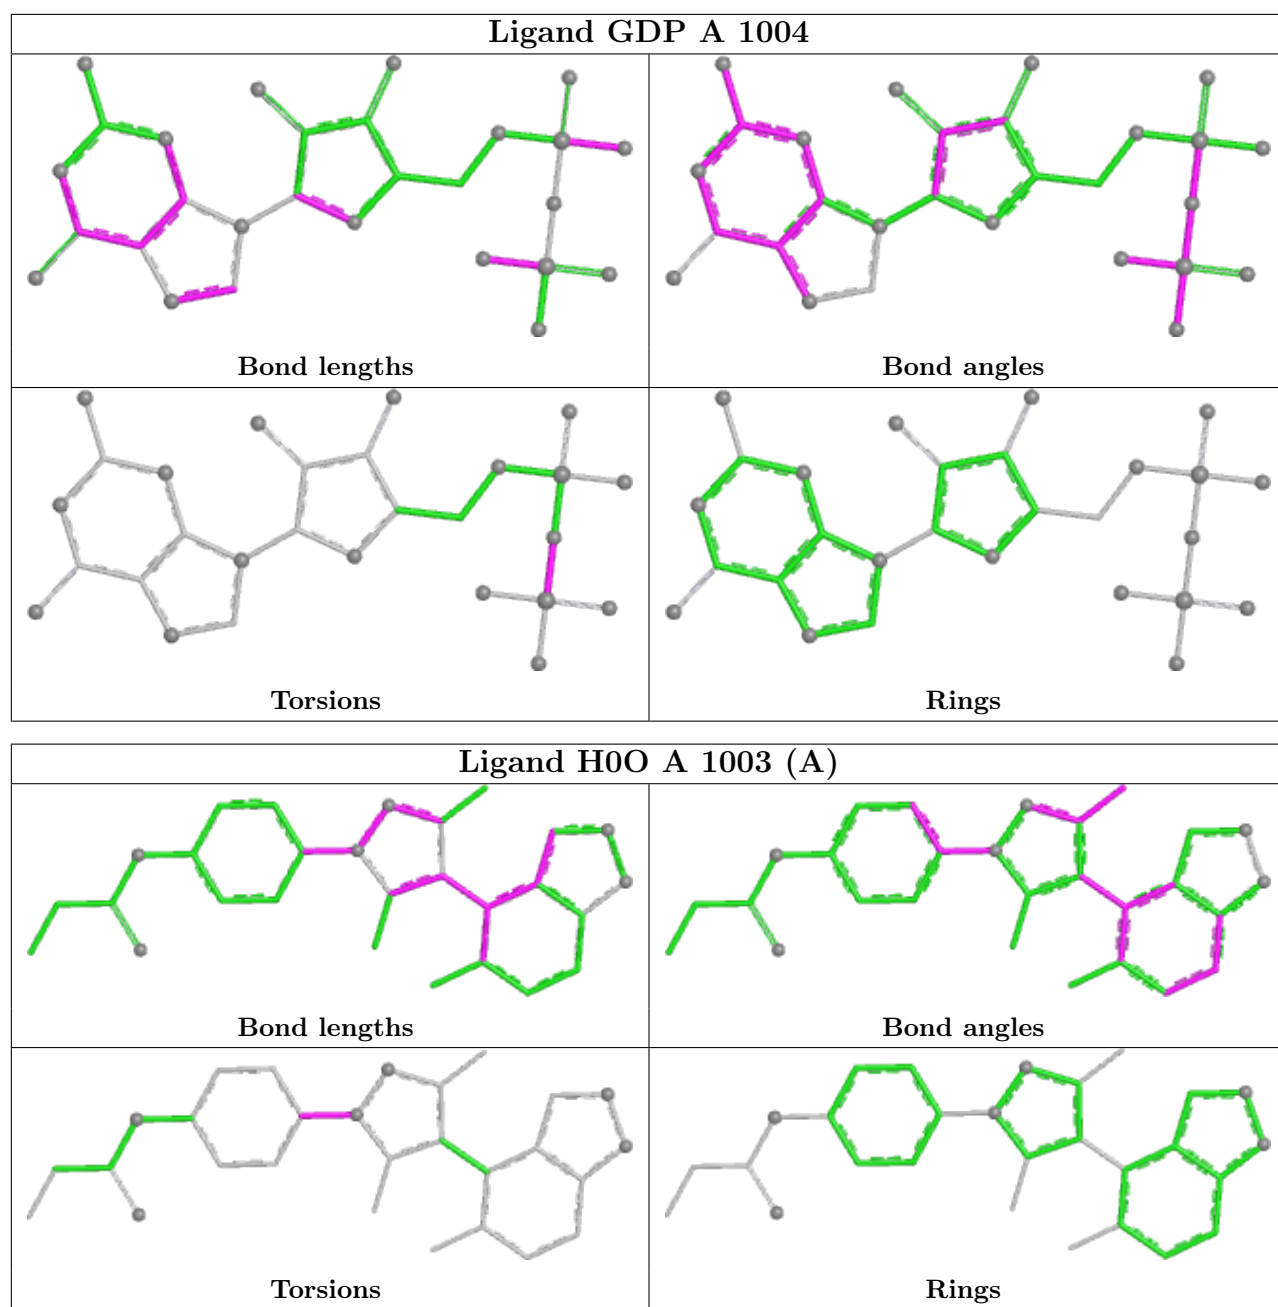 Ligand GDP A 1004
Bond lengths
Bond angles
Torsions
Rings
Ligand H0O A 1003 (A)
Bond lengths
Bond angles
Torsions
Rings